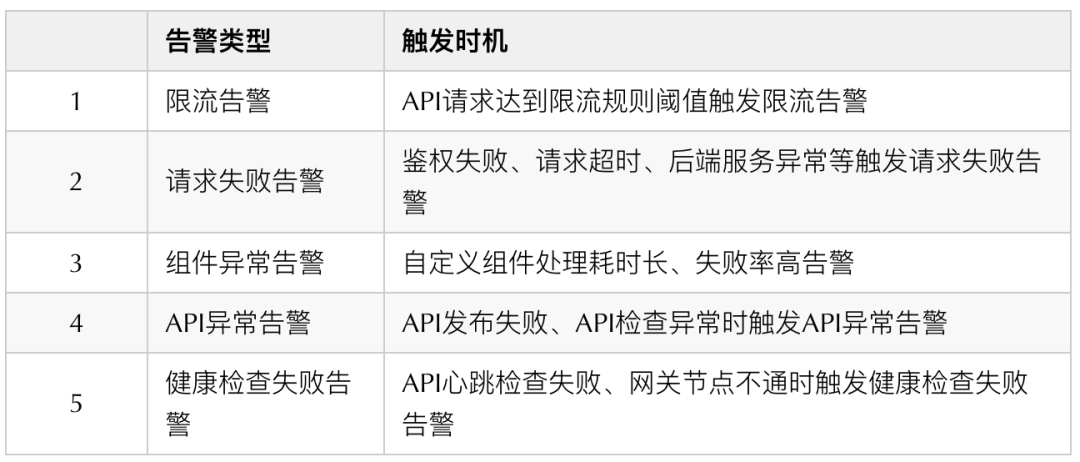 告警类型 触发时机
1 限流告警 API请求达到限流规则阈值触发限流告警
2 请求失败告警 鉴权失败、请求超时、后端服务异常等触发请求失败告
警
3 组件异常告警 自定义组件处理耗时长、失败率高告警
4 API异常告警 API发布失败、API检查异常时触发API异常告警
5 健康检查失败告
警
API心跳检查失败、网关节点不通时触发健康检查失败
告警